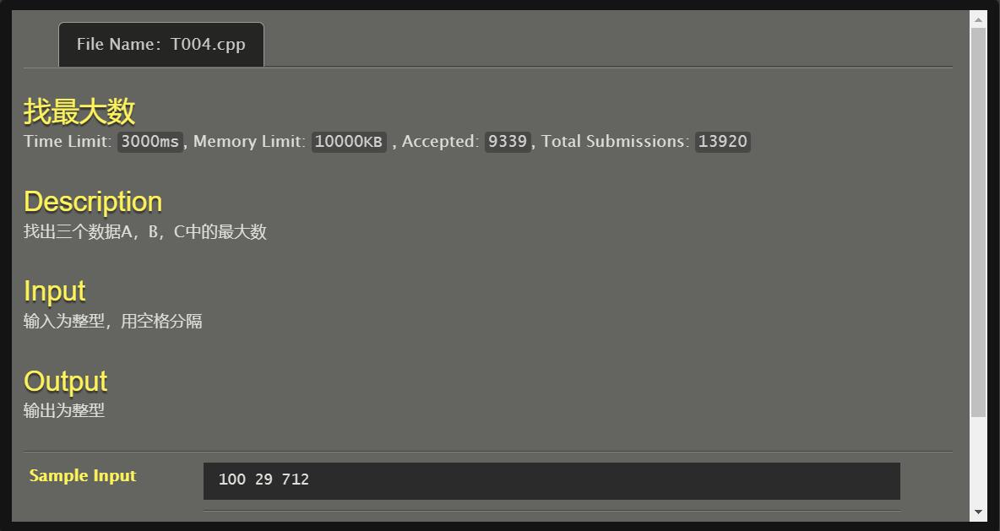 File Name: T004.cpp
找最大数
Time Limit: 3000ms, Memory Limit: 10000KB , Accepted: 9339, Total Submissions: 13920
Description
找出三个数据A，B，C中的最大数
Input
输入为整型，用空格分隔
Output
输出为整型
Sample Input
100 29 712